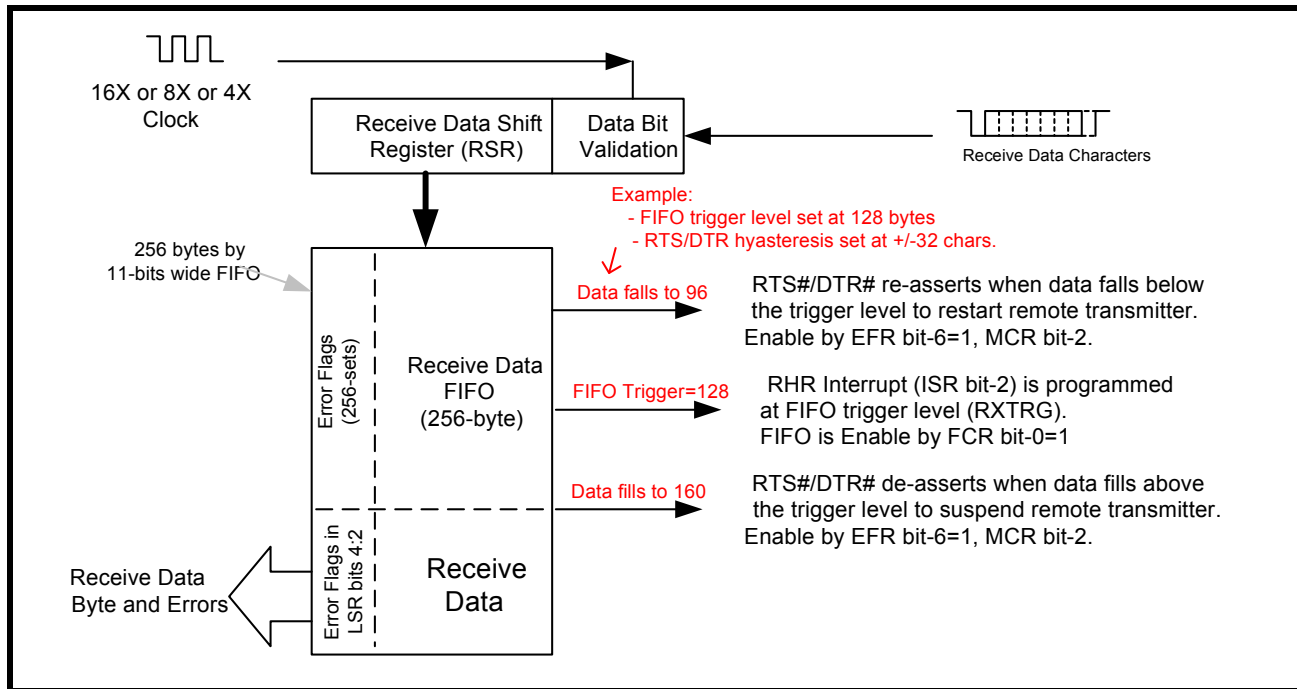 16X or 8X or 4X
Clock
Receive Data Shift
Register (RSR)
Data Bit
Validation
Receive Data Characters
Example:
- FIFO trigger level set at 128 bytes
- RTS/DTR hyasteresis set at +/-32 chars.
256 bytes by
11-bits wide FIFO
Error Flags
(256-sets)
Receive Data
FIFO
(256-byte)
Data falls to 96
RTS#/DTR# re-asserts when data falls below
the trigger level to restart remote transmitter.
Enable by EFR bit-6=1, MCR bit-2.
FIFO Trigger=128
RHR Interrupt (ISR bit-2) is programmed
at FIFO trigger level (RXTRG).
FIFO is Enable by FCR bit-0=1
Data fills to 160
RTS#/DTR# de-asserts when data fills above
the trigger level to suspend remote transmitter.
Enable by EFR bit-6=1, MCR bit-2.
Error Flags in
LSR bits 4:2
Receive
Data
Receive Data
Byte and Errors